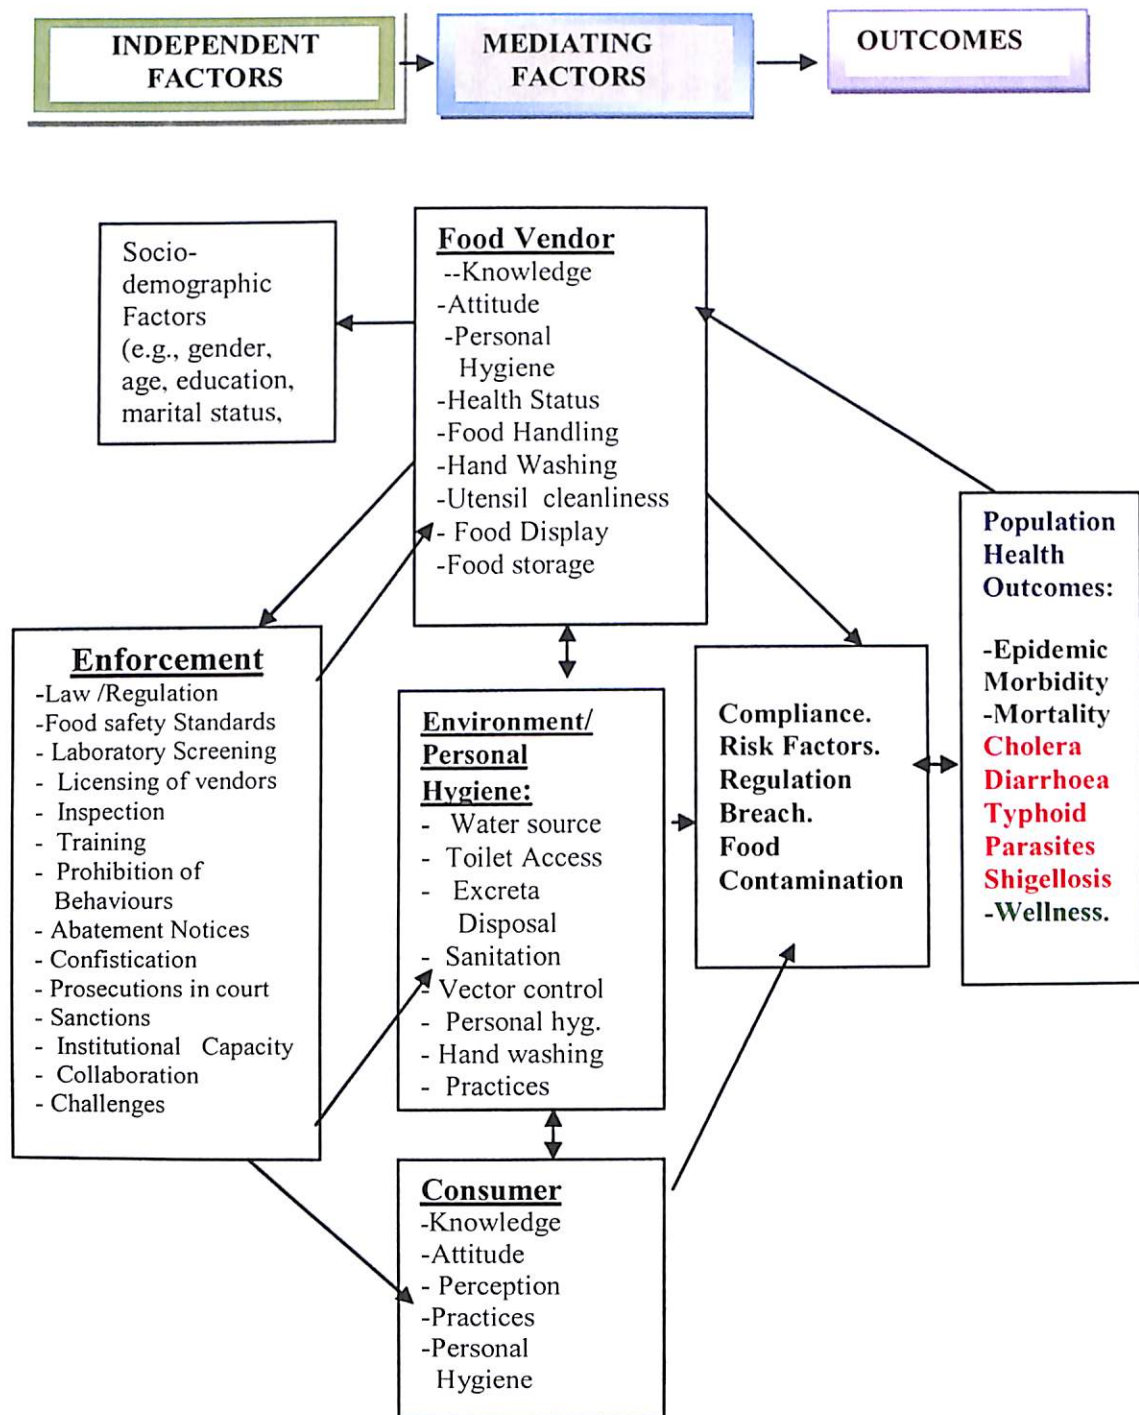 INDEPENDENT
FACTORS
MEDIATING
FACTORS
OUTCOMES
Socio-
demographic
Factors
(e.g., gender,
age, education,
marital status,
Food Vendor
--Knowledge
-Attitude
-Personal
Hygiene
-Health Status
-Food Handling
-Hand Washing
-Utensil cleanliness
- Food Display
-Food storage
Enforcement
-Law /Regulation
-Food safety Standards
- Laboratory Screening
- Licensing of vendors
- Inspection
- Training
- Prohibition of
Behaviours
- Abatement Notices
- Confistication
- Prosecutions in court
- Sanctions
- Institutional Capacity
- Collaboration
- Challenges
Environment/
Personal
Hygiene:
- Water source
- Toilet Access
- Excreta
Disposal
- Sanitation
- Vector control
- Personal hyg.
- Hand washing
- Practices
Consumer
-Knowledge
-Attitude
- Perception
-Practices
-Personal
Hygiene
Compliance.
Risk Factors.
Regulation
Breach.
Food
Contamination
Population
Health
Outcomes:
-Epidemic
Morbidity
-Mortality
Cholera
Diarrhoea
Typhoid
Parasites
Shigellosis
-Wellness.